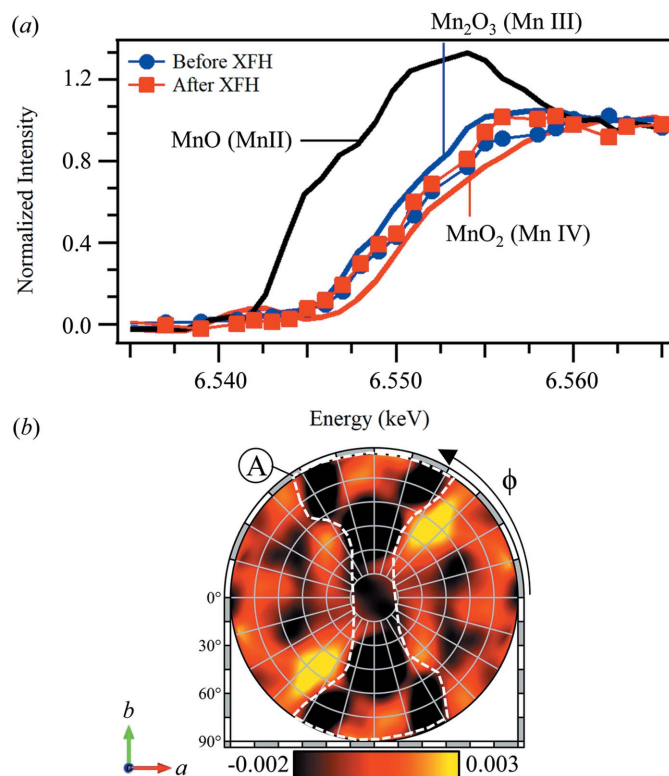 (a)
Mn2O3 (Mn III)
Before XFH
After XFH
MnO (MnII)
MnO2 (Mn IV)
Normalized Intensity
1.2
0.8
0.4
0.0
6.540 6.550 6.560
Energy (keV)
(b)
A
ϕ
0°
30°
60°
90°
b
a
-0.002 0.003